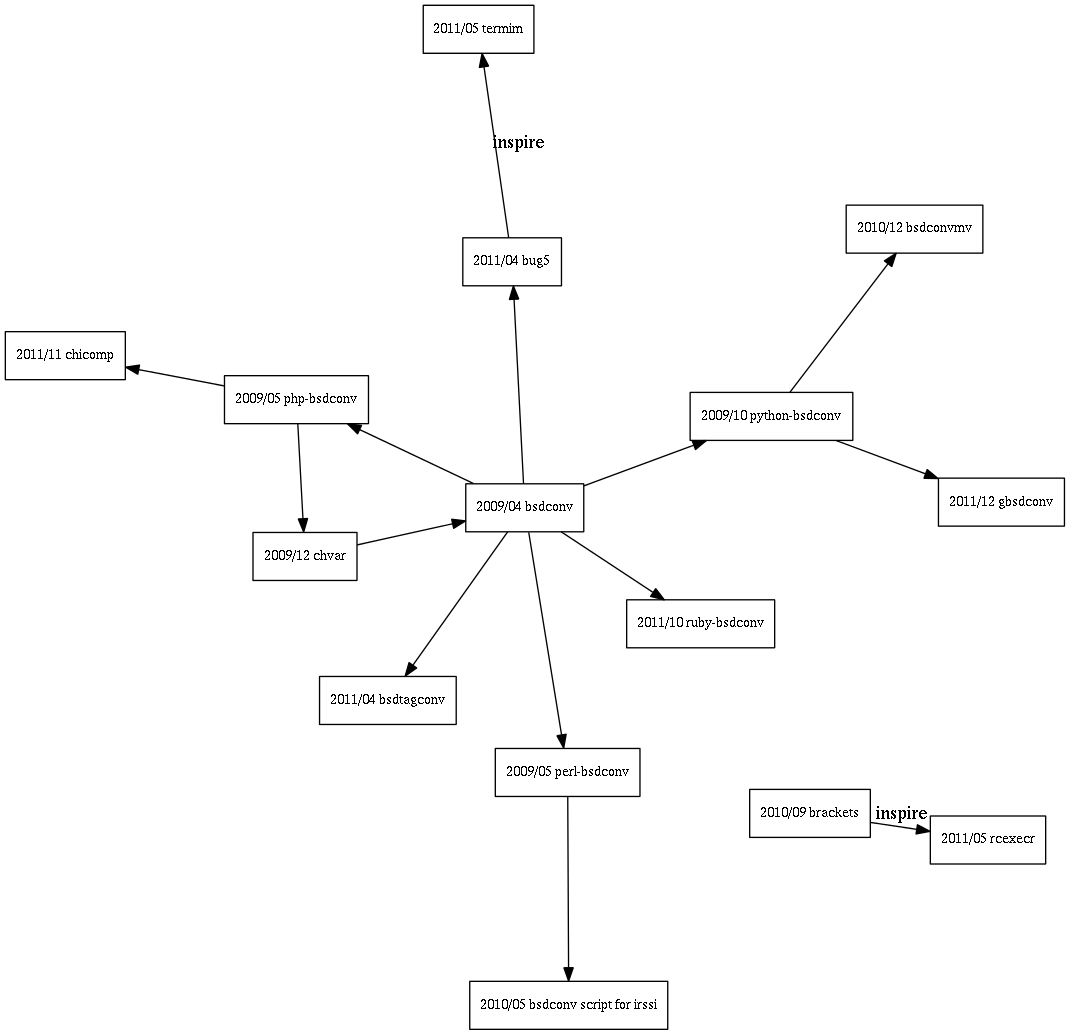 2011/05 termim
inspire
2010/12 bsdconvmv
2011/04 bug5
2011/11 chicomp
2009/05 php-bsdconv
2009/10 python-bsdconv
2009/04 bsdconv
2011/12 gbsdconv
2009/12 chvar
2011/10 ruby-bsdconv
2011/04 bsdtagconv
2009/05 perl-bsdconv
2010/09 brackets
inspire
2011/05 rcexecr
2010/05 bsdconv script for irssi